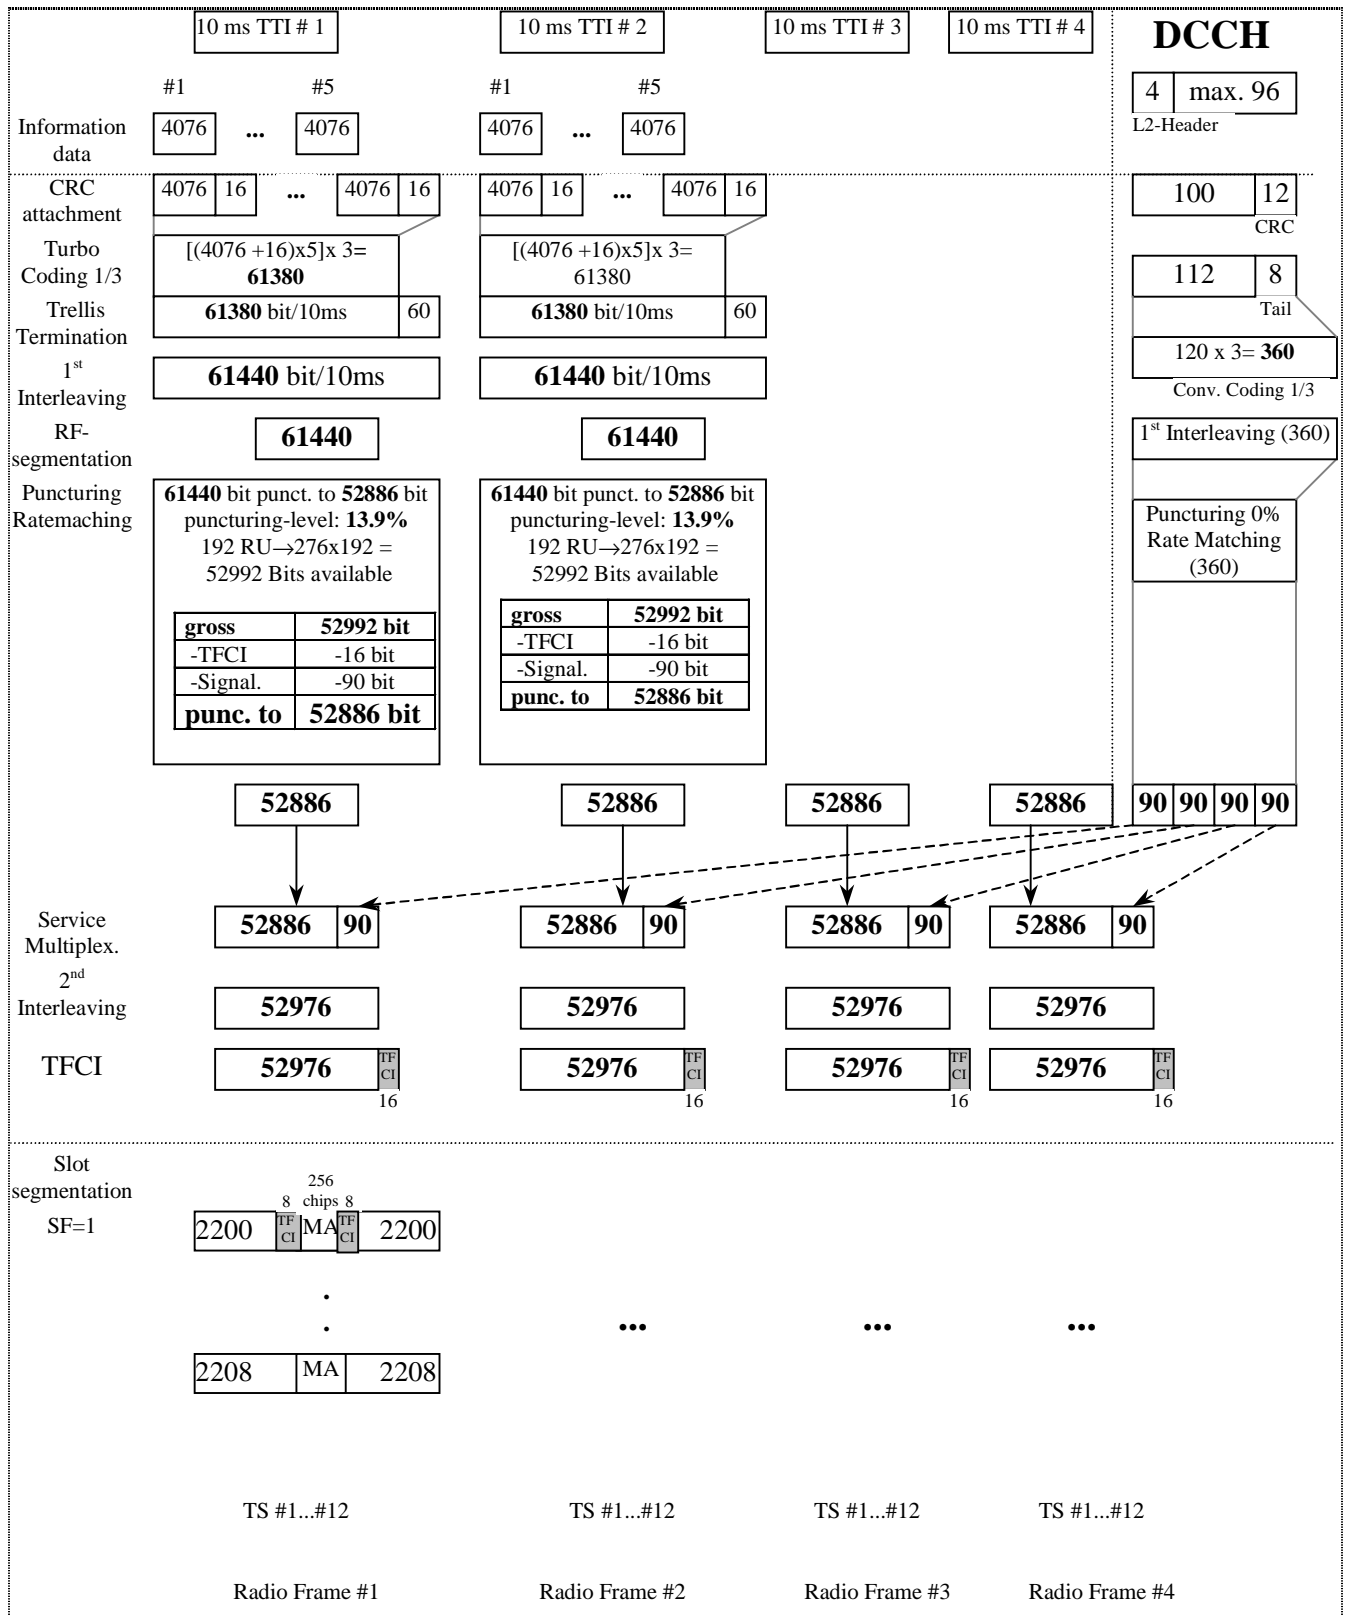 10 ms TTI # 1
10 ms TTI # 2
10 ms TTI # 3
10 ms TTI # 4
DCCH
#1 #5
#1 #5
4 max. 96
L2-Header
Information
data
4076 ... 4076
4076 ... 4076
CRC
attachment
4076 16 ... 4076 16
4076 16 ... 4076 16
100 12
CRC
Turbo
Coding 1/3
[(4076 +16)x5]x 3=
61380
[(4076 +16)x5]x 3=
61380
112 8
Tail
Trellis
Termination
61380 bit/10ms 60
61380 bit/10ms 60
120 x 3= 360
Conv. Coding 1/3
1st
Interleaving
61440 bit/10ms
61440 bit/10ms
RF-
segmentation
61440
61440
1st Interleaving (360)
Puncturing
Ratemaching
61440 bit punct. to 52886 bit
puncturing-level: 13.9%
192 RU→276x192 =
52992 Bits available
gross 52992 bit
-TFCI -16 bit
-Signal. -90 bit
punc. to 52886 bit
61440 bit punct. to 52886 bit
puncturing-level: 13.9%
192 RU→276x192 =
52992 Bits available
gross 52992 bit
-TFCI -16 bit
-Signal. -90 bit
punc. to 52886 bit
Puncturing 0%
Rate Matching
(360)
52886
52886
52886
52886
90 90 90 90
Service
Multiplex.
52886 90
52886 90
52886 90
52886 90
2nd
Interleaving
52976
52976
52976
52976
TFCI
52976 TF
CI
16
52976 TF
CI
16
52976 TF
CI
16
52976 TF
CI
16
Slot
segmentation
SF=1
256
8 chips 8
2200 TF
CI MA TF
CI 2200
.
.
... ... ...
2208 MA 2208
TS #1...#12
TS #1...#12
TS #1...#12
TS #1...#12
Radio Frame #1
Radio Frame #2
Radio Frame #3
Radio Frame #4